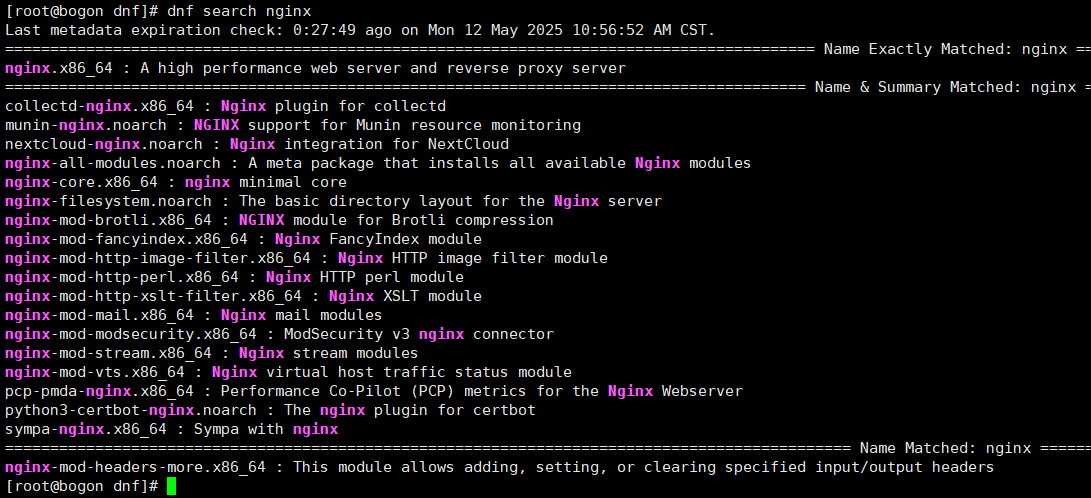 [root@bogon dnf]# dnf search nginx
Last metadata expiration check: 0:27:49 ago on Mon 12 May 2025 10:56:52 AM CST.
========================================================================================== Name Exactly Matched: nginx ==
nginx.x86_64 : A high performance web server and reverse proxy server
========================================================================================= Name & Summary Matched: nginx =
collectd-nginx.x86_64 : Nginx plugin for collectd
munin-nginx.noarch : NGINX support for Munin resource monitoring
nextcloud-nginx.noarch : Nginx integration for NextCloud
nginx-all-modules.noarch : A meta package that installs all available Nginx modules
nginx-core.x86_64 : nginx minimal core
nginx-filesystem.noarch : The basic directory layout for the Nginx server
nginx-mod-brotli.x86_64 : NGINX module for Brotli compression
nginx-mod-fancyindex.x86_64 : Nginx FancyIndex module
nginx-mod-http-image-filter.x86_64 : Nginx HTTP image filter module
nginx-mod-http-perl.x86_64 : Nginx HTTP perl module
nginx-mod-http-xslt-filter.x86_64 : Nginx XSLT module
nginx-mod-mail.x86_64 : Nginx mail modules
nginx-mod-modsecurity.x86_64 : ModSecurity v3 nginx connector
nginx-mod-stream.x86_64 : Nginx stream modules
nginx-mod-vts.x86_64 : Nginx virtual host traffic status module
pcp-pmda-nginx.x86_64 : Performance Co-Pilot (PCP) metrics for the Nginx Webserver
python3-certbot-nginx.noarch : The nginx plugin for certbot
sympa-nginx.x86_64 : Sympa with nginx
============================================================================================== Name Matched: nginx ======
nginx-mod-headers-more.x86_64 : This module allows adding, setting, or clearing specified input/output headers
[root@bogon dnf]#